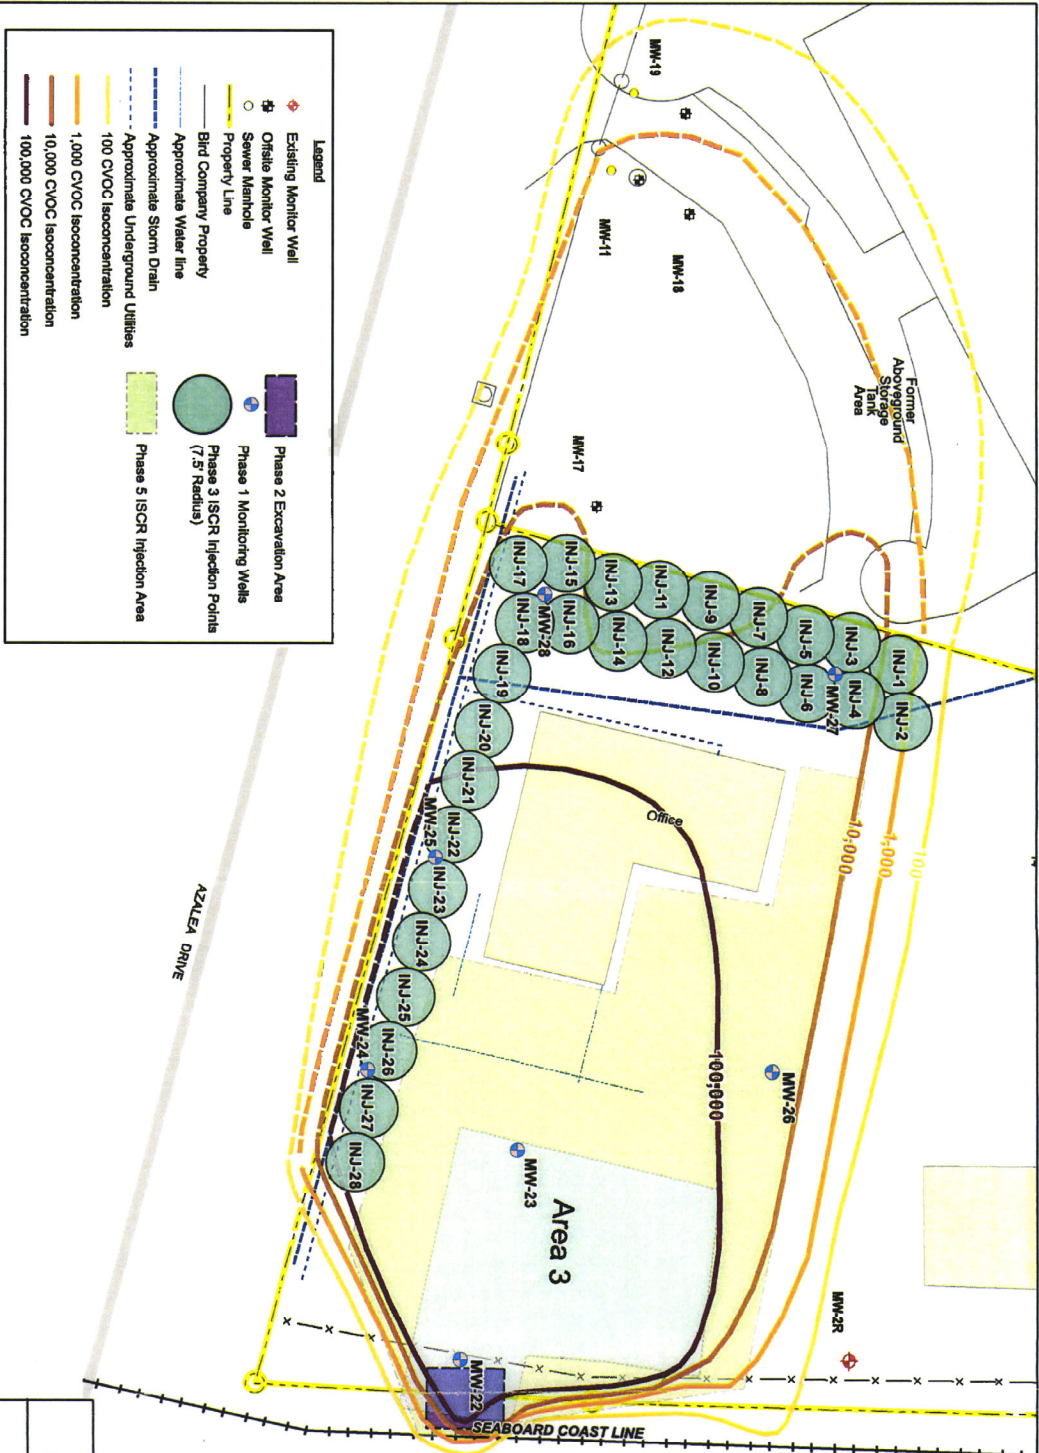 MW-19
MW-11
MW-18
MW-17
Former
Aboveground
Storage
Tank
Area
INJ-1
INJ-2
INJ-3
INJ-4
MW-27
INJ-5
INJ-6
INJ-7
INJ-8
INJ-9
INJ-10
INJ-11
INJ-12
INJ-13
INJ-14
INJ-15
INJ-16
MW-28
INJ-17
INJ-18
INJ-19
INJ-20
INJ-21
INJ-22
MW-25
INJ-23
INJ-24
INJ-25
INJ-26
MW-24
INJ-27
INJ-28
Office
100
1,000
10,000
100,000
MW-26
MW-23
Area 3
MW-2R
MW-22
SEABOARD COAST LINE
AZALEA DRIVE
Legend
Existing Monitor Well
Offsite Monitor Well
Sewer Manhole
Property Line
Bird Company Property
Approximate Water line
Approximate Storm Drain
Approximate Underground Utilities
100 CVOC Isoconcentration
1,000 CVOC Isoconcentration
10,000 CVOC Isoconcentration
100,000 CVOC Isoconcentration
Phase 2 Excavation Area
Phase 1 Monitoring Wells
Phase 3 ISCR Injection Points
(7.5' Radius)
Phase 5 ISCR Injection Area